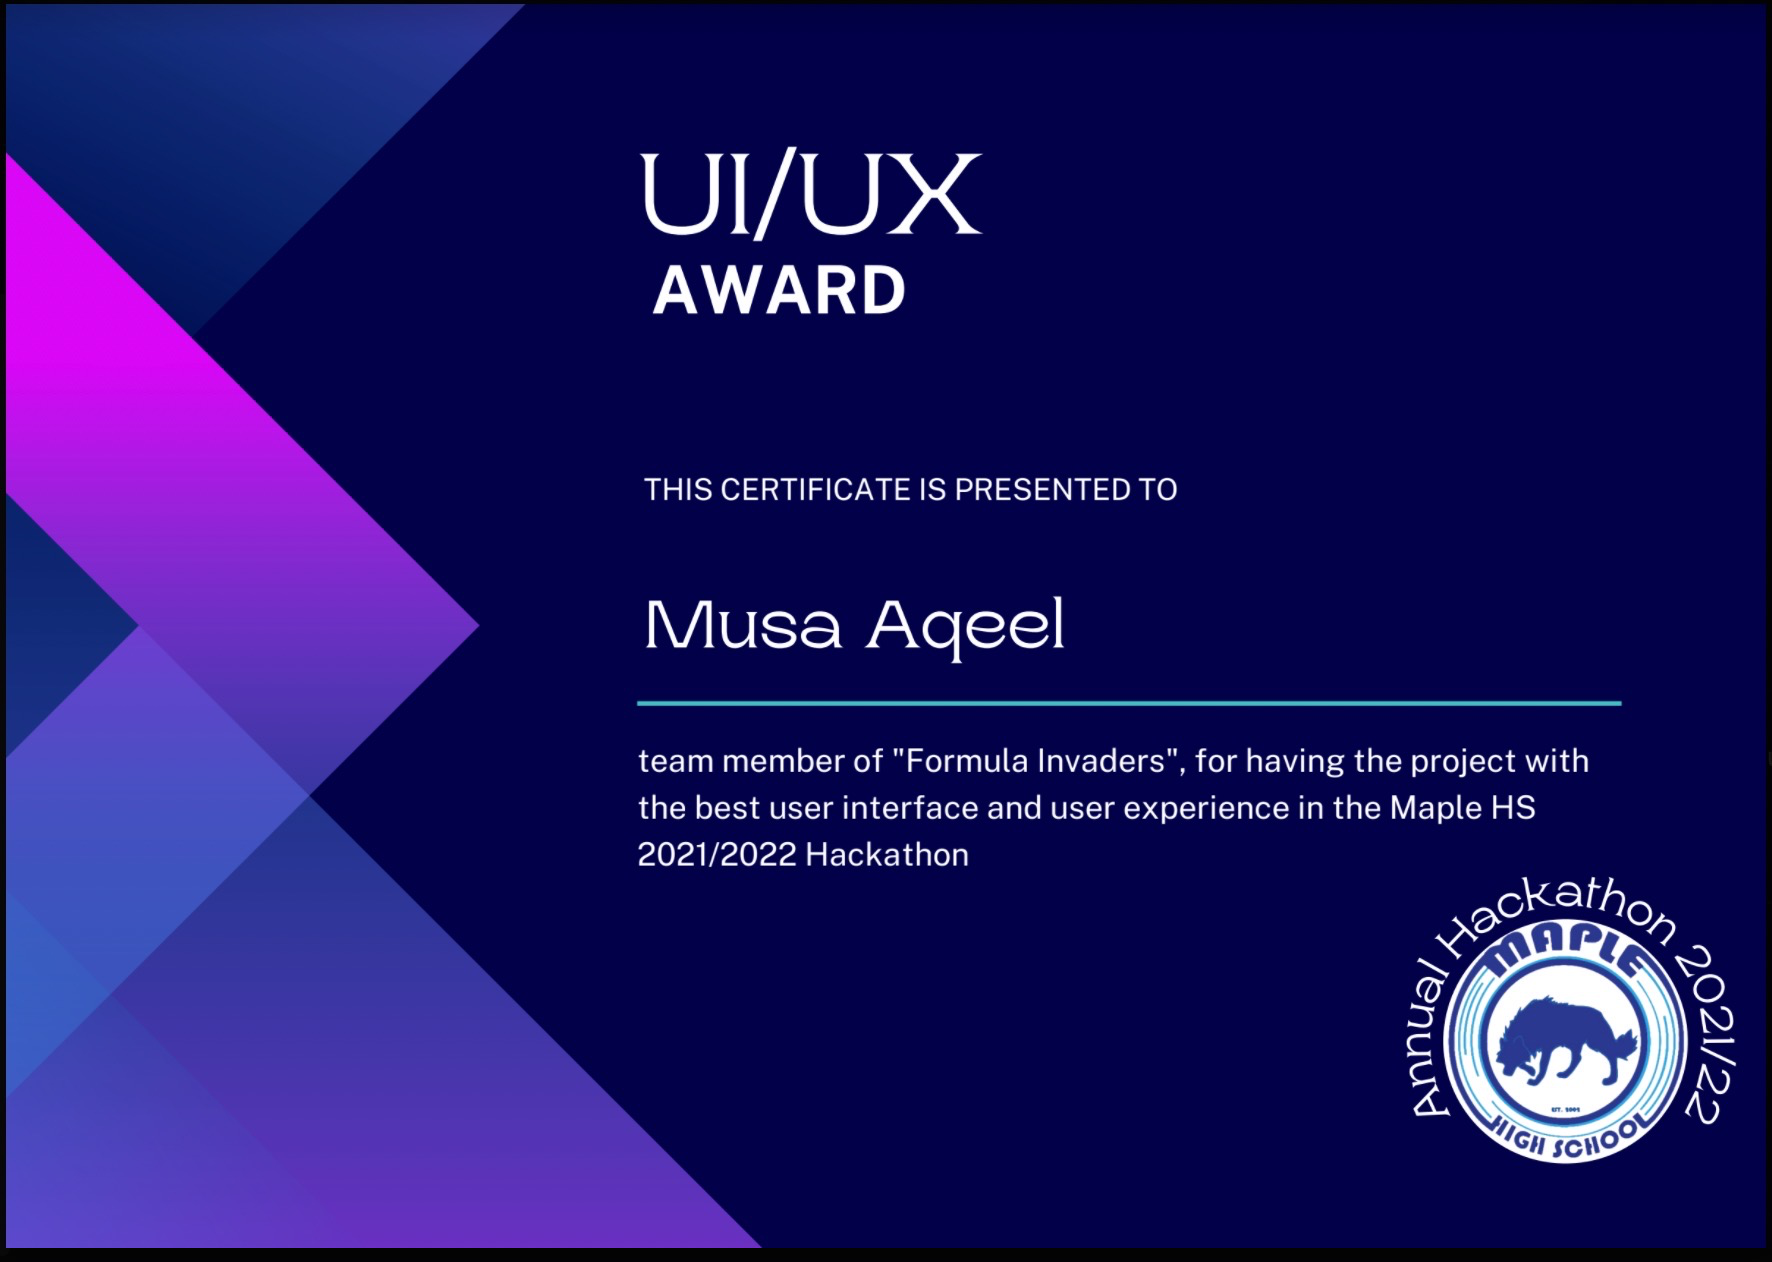 UI/UX
AWARD
THIS CERTIFICATE IS PRESENTED TO
Musa Aqeel
team member of "Formula Invaders", for having the project with
the best user interface and user experience in the Maple HS
2021/2022 Hackathon
Annual Hackathon 2021/22
MAPLE
EST.
HIGH SCHOOL